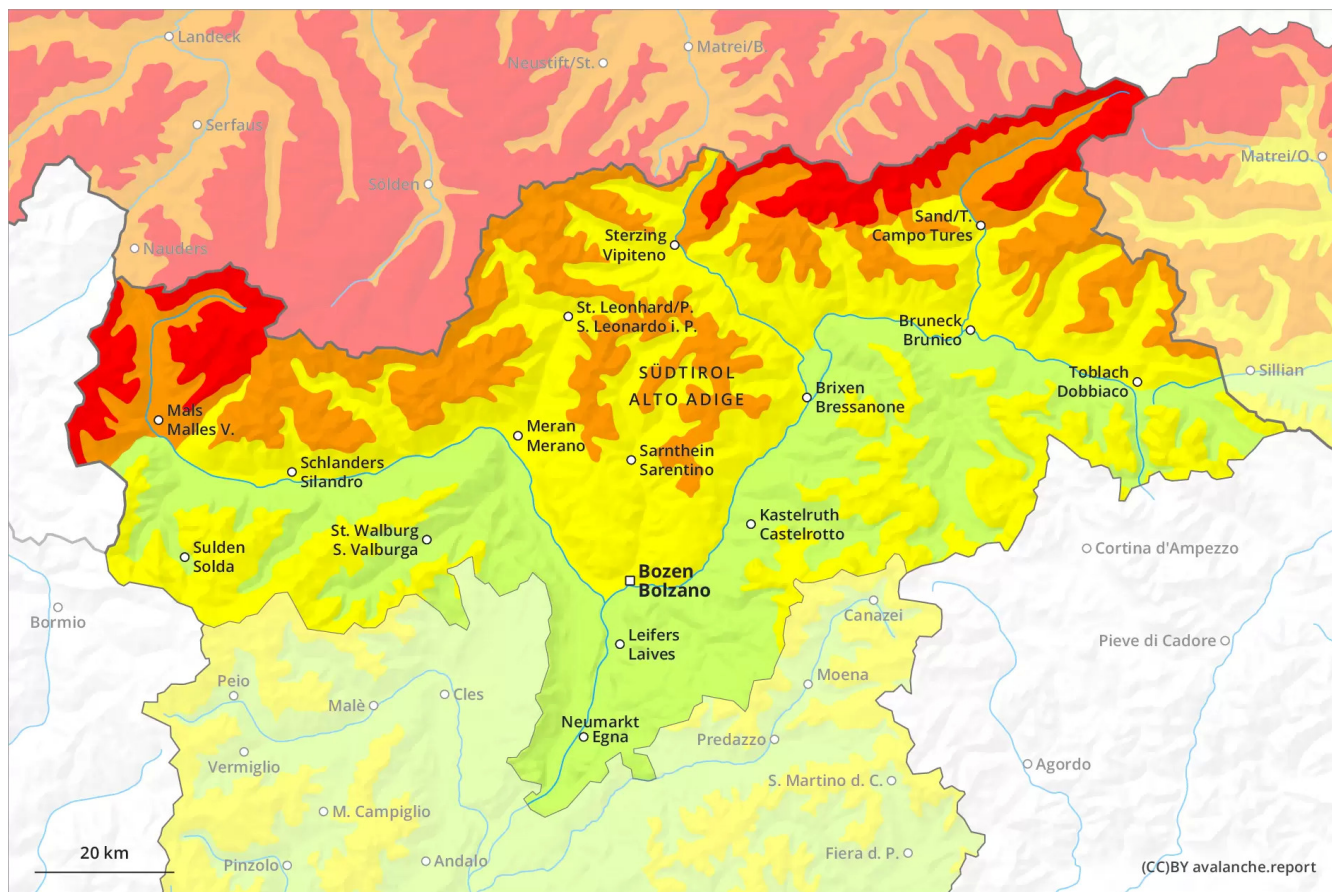 Landeck
Matrei/B.
Neustift/St.
Serfaus
Matrei/O.
Sölden
Sand/T.
Campo Tures
Sterzing
Vipiteno
Nauders
St. Leonhard/P.
S. Leonardo i. P.
Bruneck
Brunico
SÜDTIROL
ALTO ADIGE
Toblach
Dobbiaco
Sillian
Brixen
Bressanone
Mals
Malles V.
Meran
Merano
Sarnthein
Sarentino
Schlanders
Silandro
Kastelruth
Castelrotto
St. Walburg
S. Valburga
Sulden
Solda
Cortina d'Ampezzo
Bozen
Bolzano
Bormio
Canazei
Leifers
Laives
Pieve di Cadore
Moena
Peio
Malè
Cles
Neumarkt
Egna
Predazzo
Vermiglio
Agordo
S. Martino d. C.
M. Campiglio
20 km
Pinzolo
Andalo
Fiera d. P.
(CC)BY avalanche.report